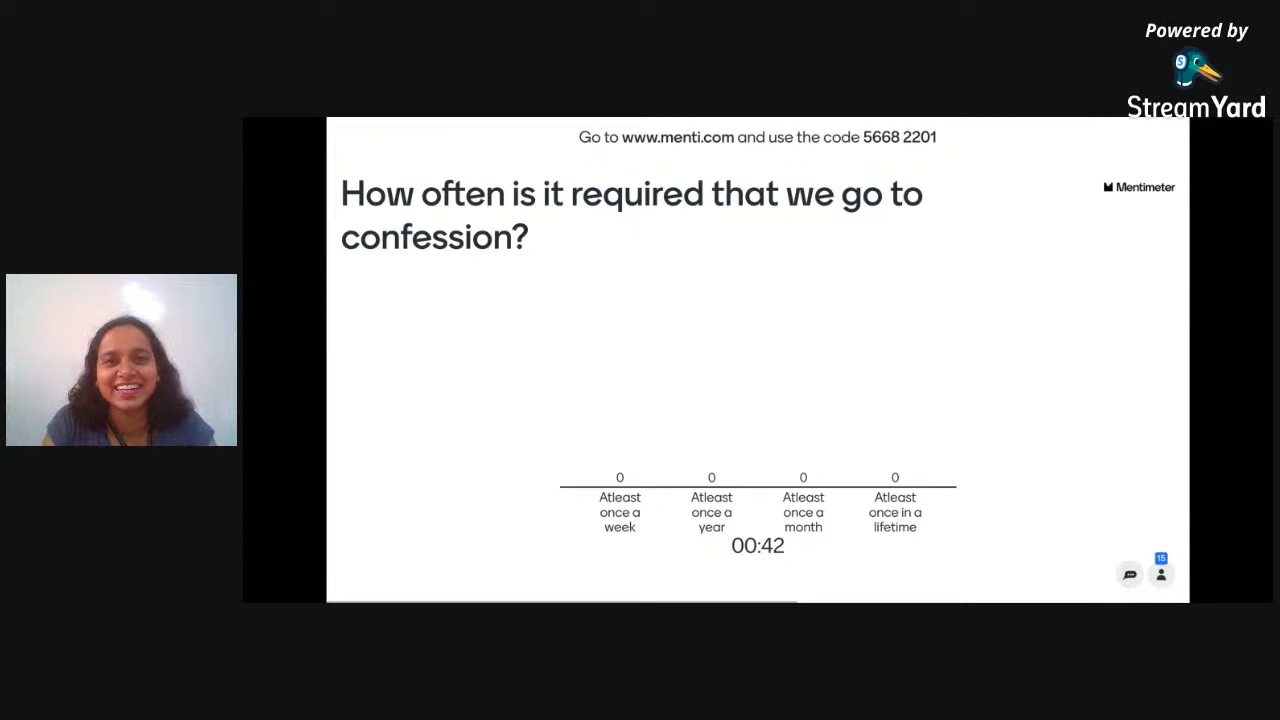 Powered by
StreamYard
Go to www.menti.com and use the code 5668 2201
Mentimeter
How often is it required that we go to
confession?
0
0
0
0
Atleast
once a
week
Atleast
once a
year
Atleast
once a
month
Atleast
once in a
lifetime
00:42
15